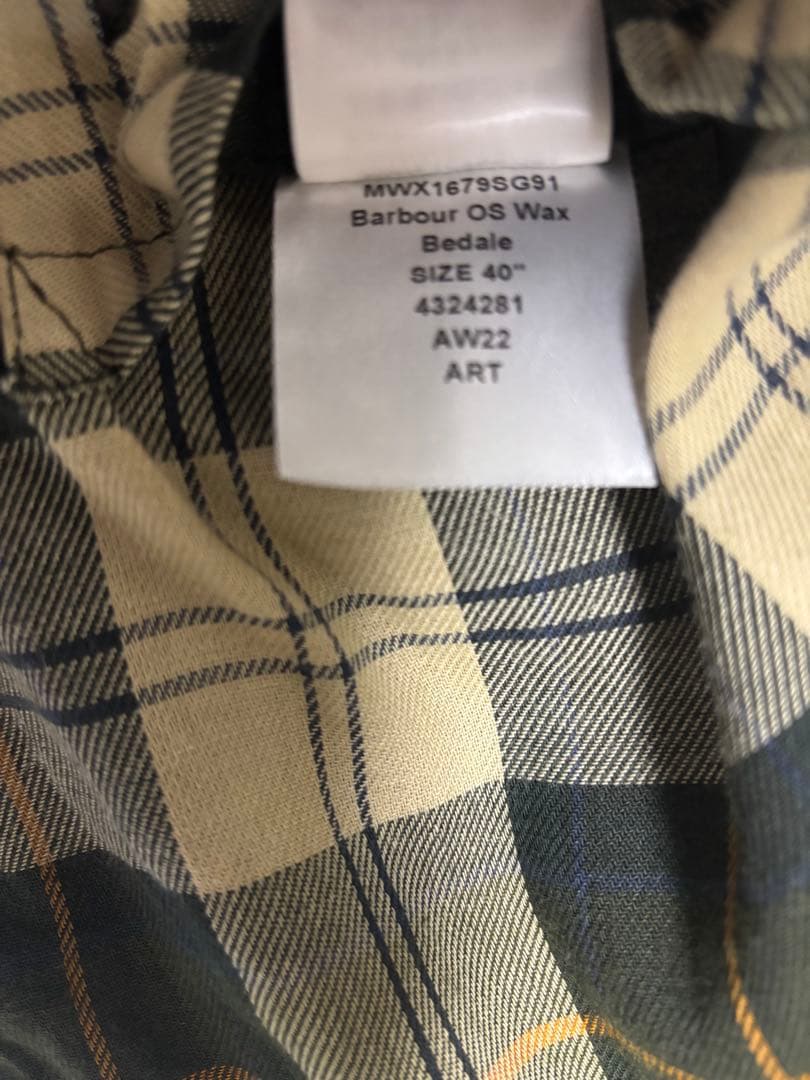 MWX1679SG91
Barbour OS Wax
Bedale
SIZE 40"
4324281
AW22
ART